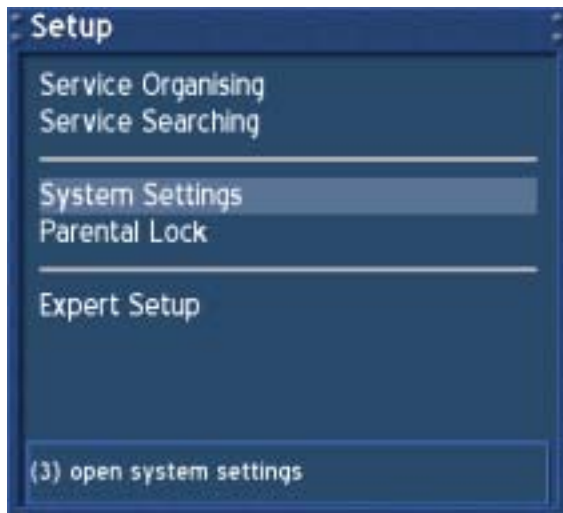 Setup
Service Organising
Service Searching
System Settings
Parental Lock
Expert Setup
(3) open system settings